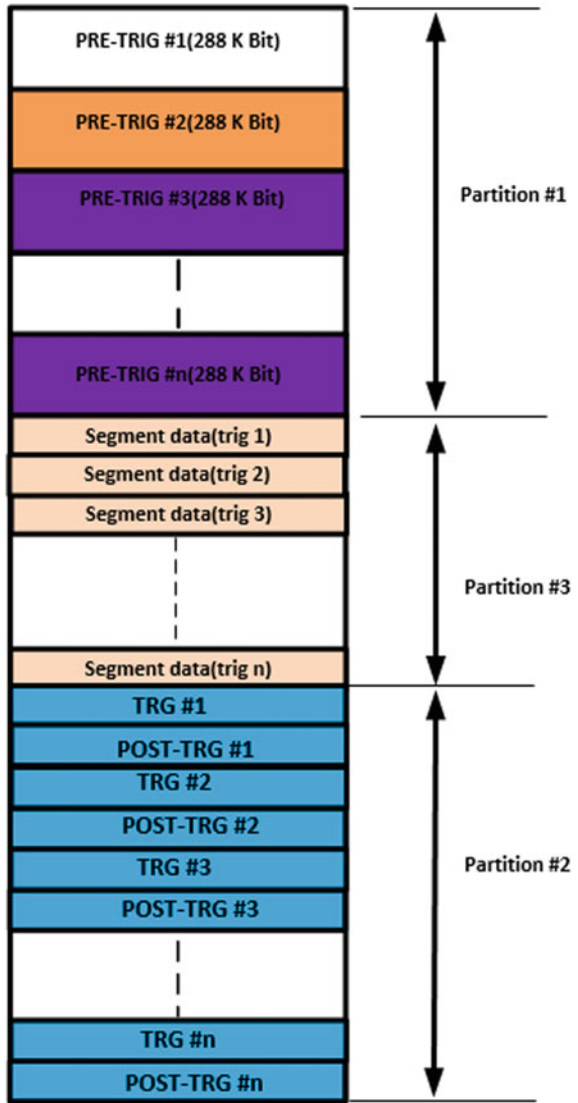 PRE-TRIG #1(288 K Bit)
PRE-TRIG #2(288 K Bit)
PRE-TRIG #3(288 K Bit)
Partition #1
PRE-TRIG #n(288 K Bit)
Segment data(trig 1)
Segment data(trig 2)
Segment data(trig 3)
Partition #3
Segment data(trig n)
TRG #1
POST-TRG #1
TRG #2
POST-TRG #2
TRG #3
Partition #2
POST-TRG #3
TRG #n
POST-TRG #n